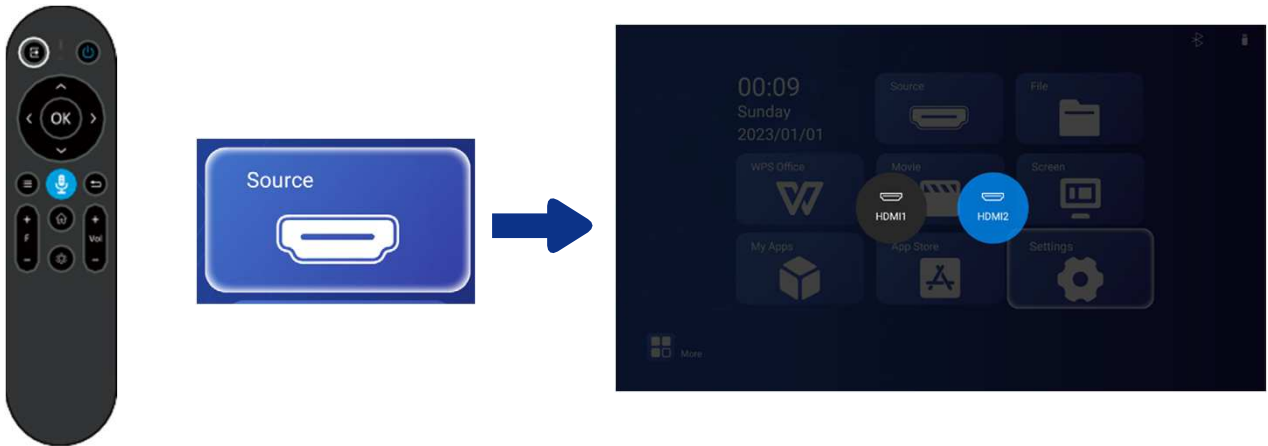 OK
F
Vol
Source
00:09
Sunday
2023/01/01
Source
File
WPS Office
Movie
Screen
HDMI1
HDMI2
My Apps
App Store
Settings
More